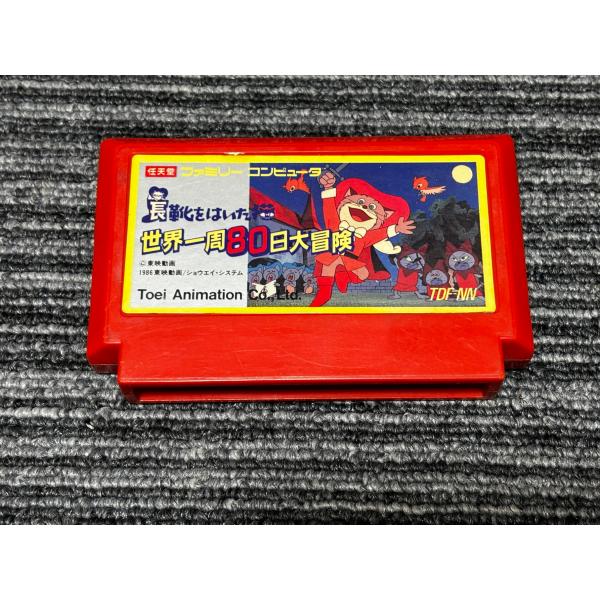 任天堂 ファミリーコンピュータ
長靴をはいた猫
世界一周80日大冒険
© 東映動画
1986 東映動画/ショウエイ・システム
Toei Animation Co., Ltd.
TDF-NN